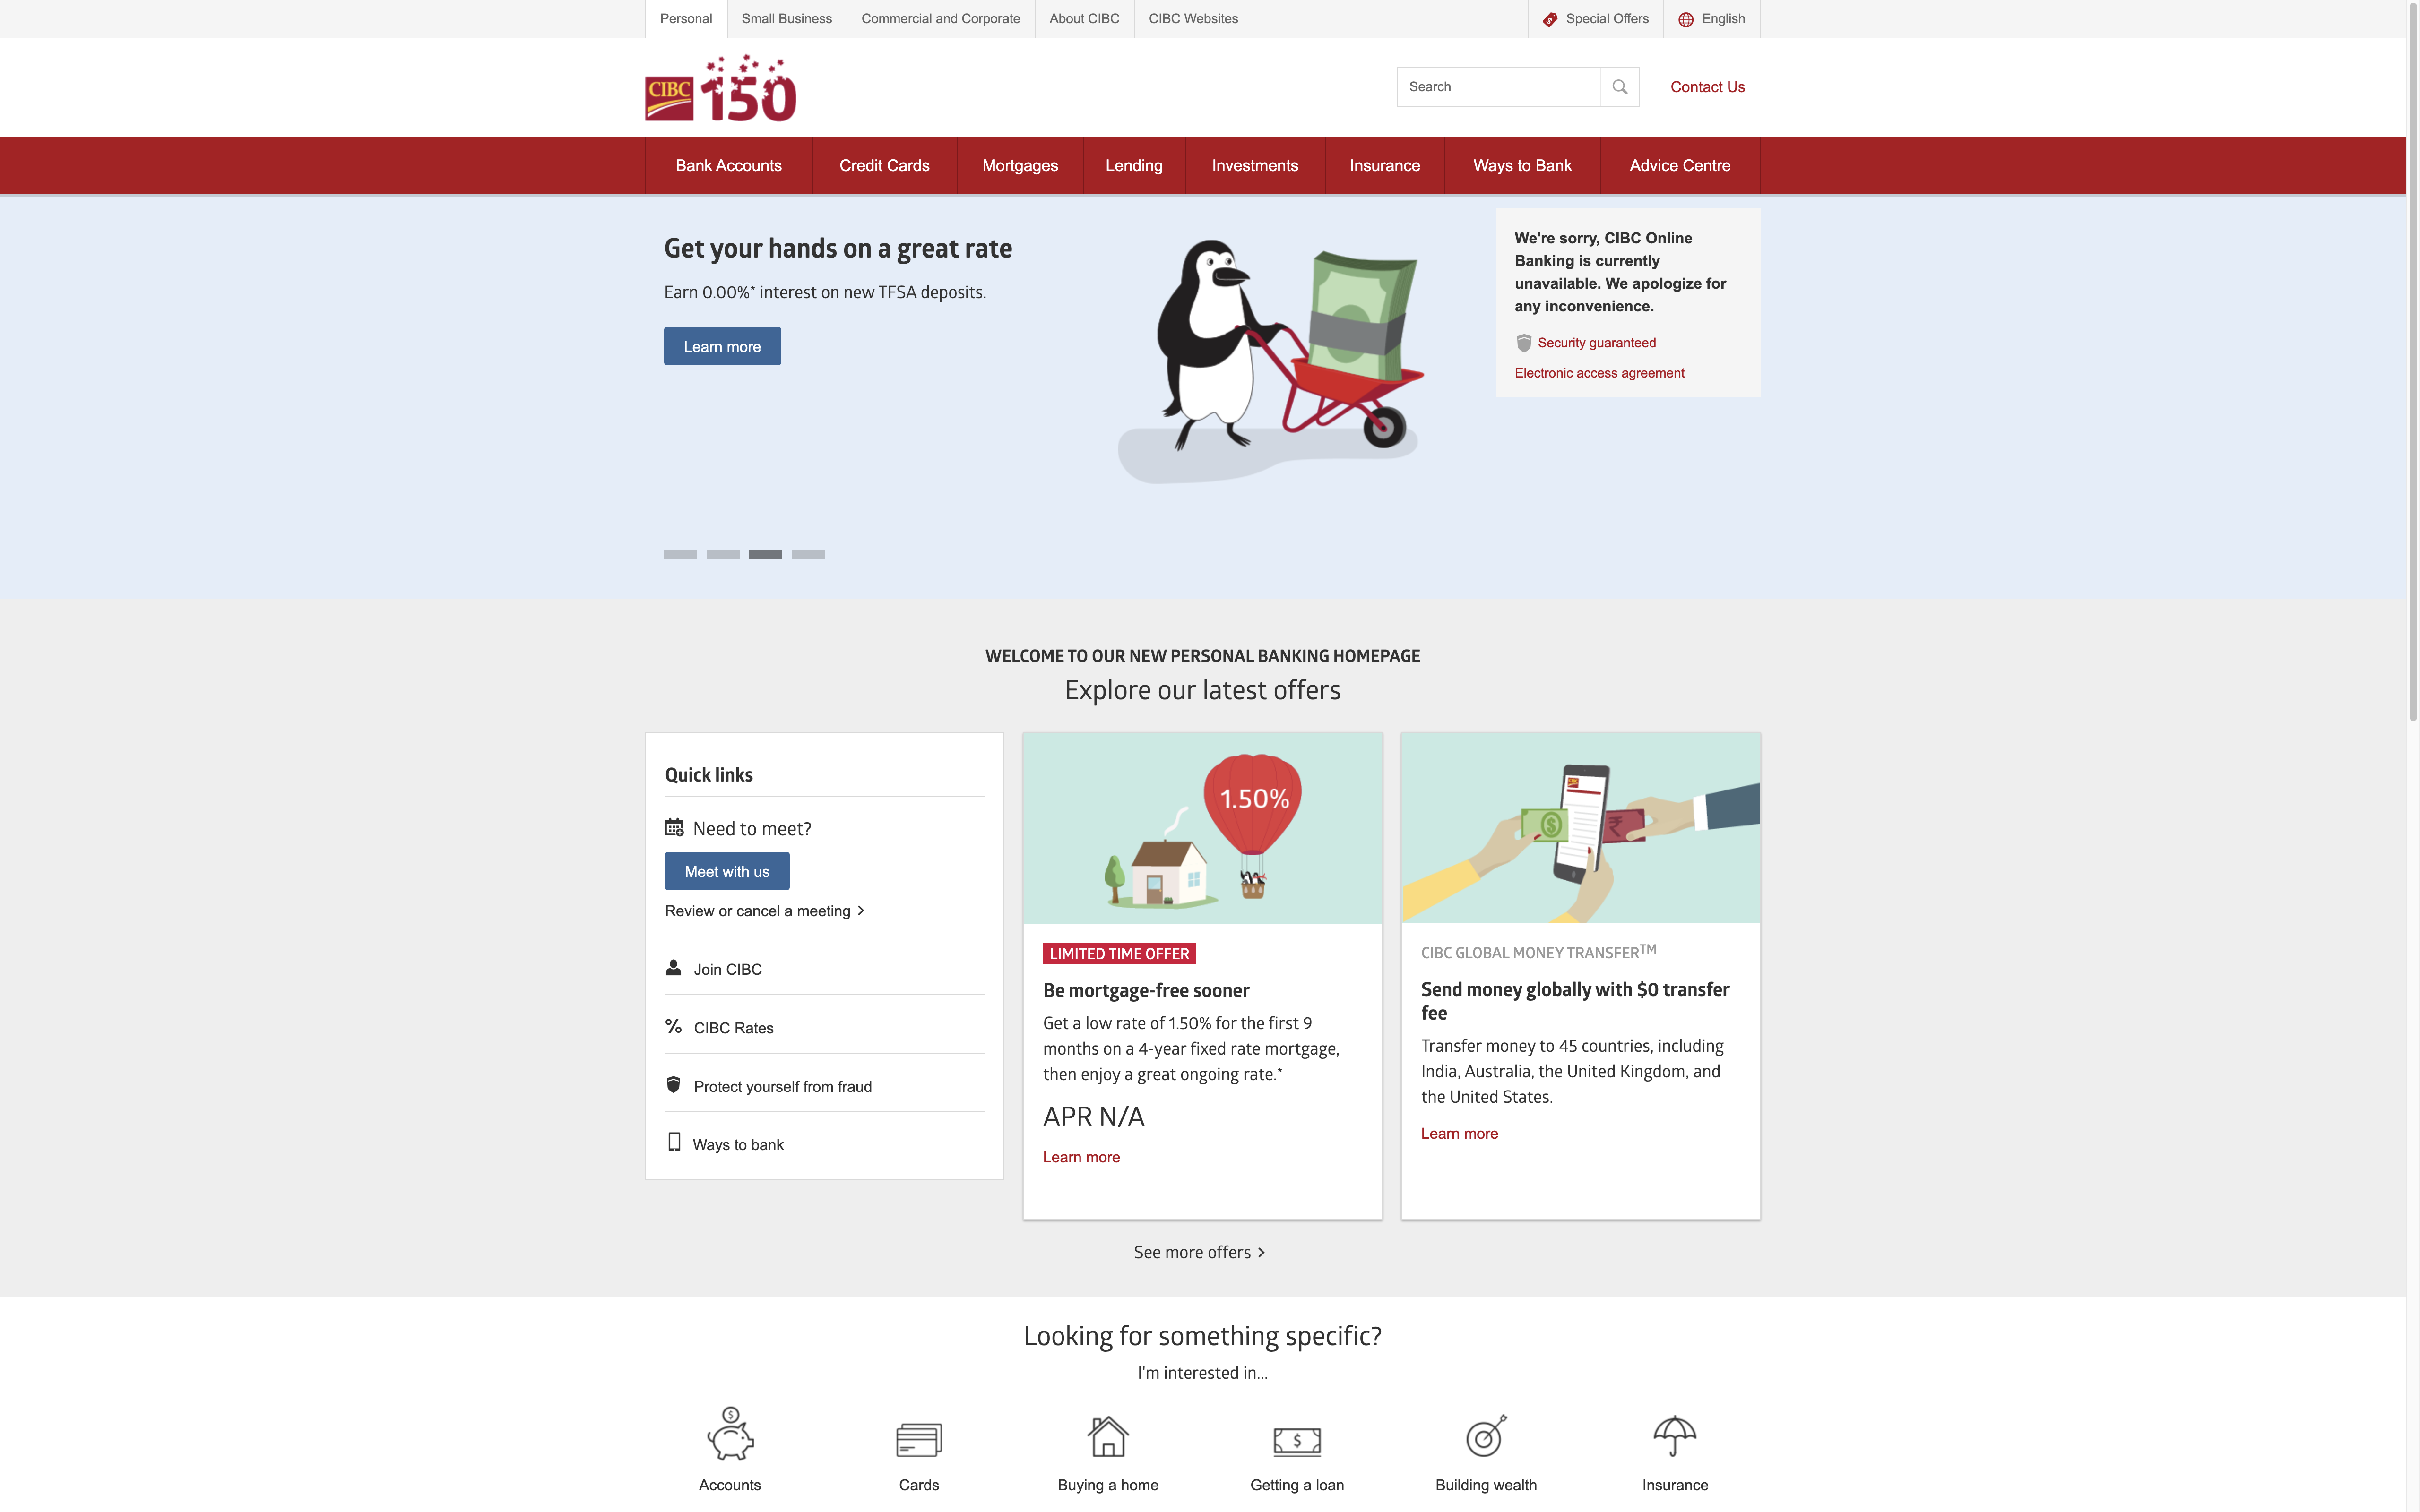 Personal
Small Business
Commercial and Corporate
About CIBC
CIBC Websites
Special Offers
English
CIBC
150
Search
Contact Us
Bank Accounts
Credit Cards
Mortgages
Lending
Investments
Insurance
Ways to Bank
Advice Centre
Get your hands on a great rate
Earn 0.00%* interest on new TFSA deposits.
Learn more
We're sorry, CIBC Online
Banking is currently
unavailable. We apologize for
any inconvenience.
Security guaranteed
Electronic access agreement
WELCOME TO OUR NEW PERSONAL BANKING HOMEPAGE
Explore our latest offers
Quick links
Need to meet?
Meet with us
Review or cancel a meeting
Join CIBC
% CIBC Rates
Protect yourself from fraud
Ways to bank
1.50%
LIMITED TIME OFFER
Be mortgage-free sooner
Get a low rate of 1.50% for the first 9
months on a 4-year fixed rate mortgage,
then enjoy a great ongoing rate.*
APR N/A
Learn more
$
₹
CIBC GLOBAL MONEY TRANSFER™
Send money globally with $0 transfer
fee
Transfer money to 45 countries, including
India, Australia, the United Kingdom, and
the United States.
Learn more
See more offers
Looking for something specific?
I'm interested in...
$
$
Accounts
Cards
Buying a home
Getting a loan
Building wealth
Insurance